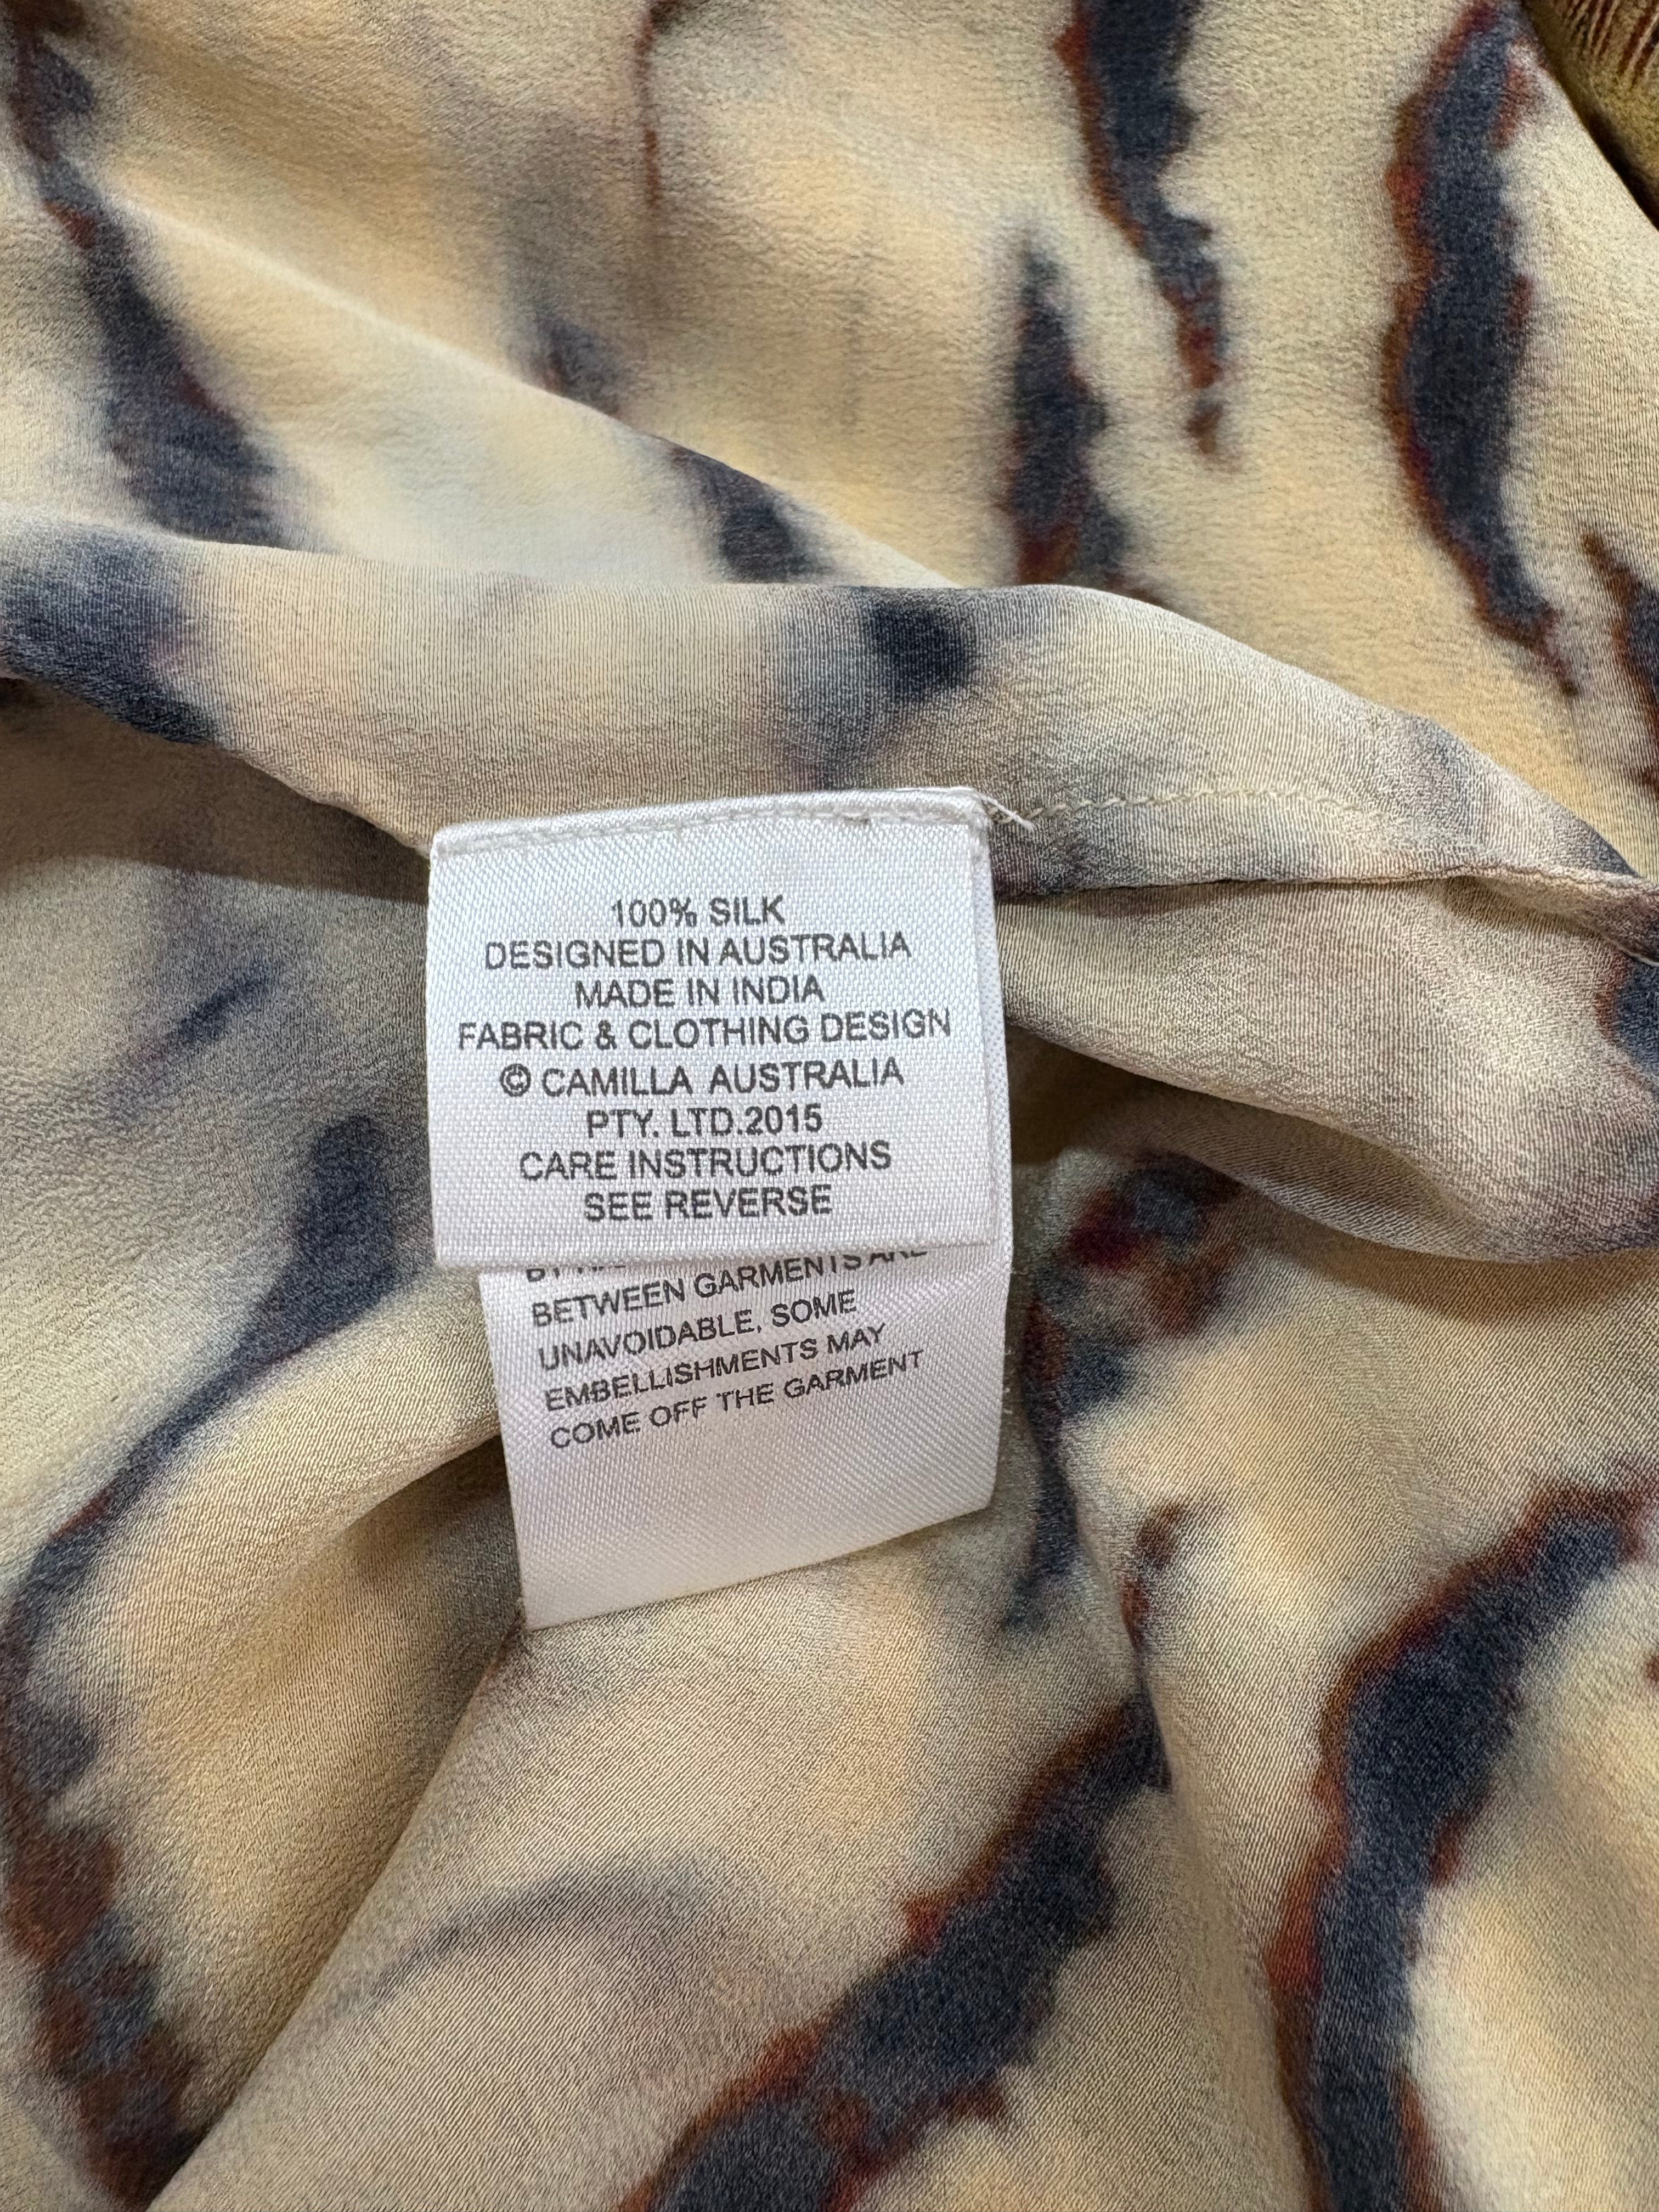 100% SILK
DESIGNED IN AUSTRALIA
MADE IN INDIA
FABRIC & CLOTHING DESIGN
© CAMILLA AUSTRALIA
PTY. LTD.2015
CARE INSTRUCTIONS
SEE REVERSE
BETWEEN GARMENTS ARE
UNAVOIDABLE, SOME
EMBELLISHMENTS MAY
COME OFF THE GARMENT